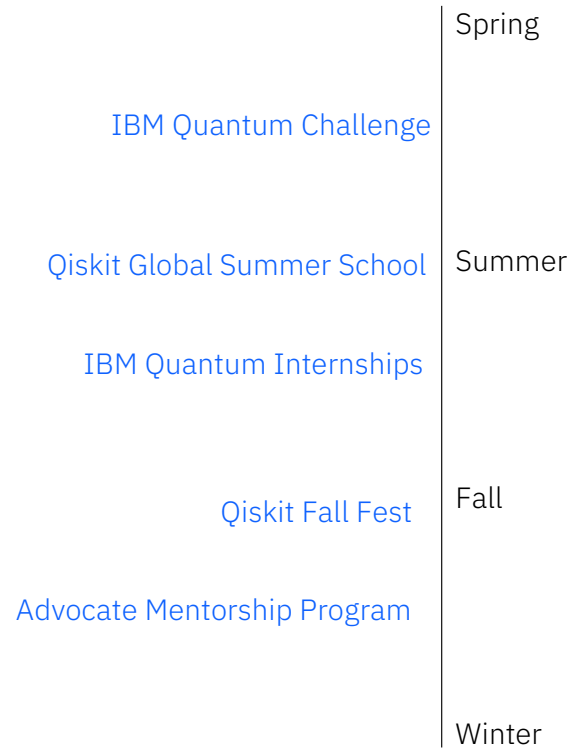 Spring
IBM Quantum Challenge
Qiskit Global Summer School
Summer
IBM Quantum Internships
Fall
Qiskit Fall Fest
Advocate Mentorship Program
Winter